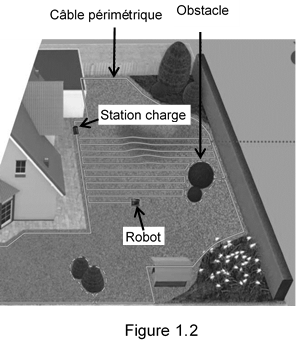 Câble périmétrique
Obstacle
Station charge
Robot
Figure 1.2